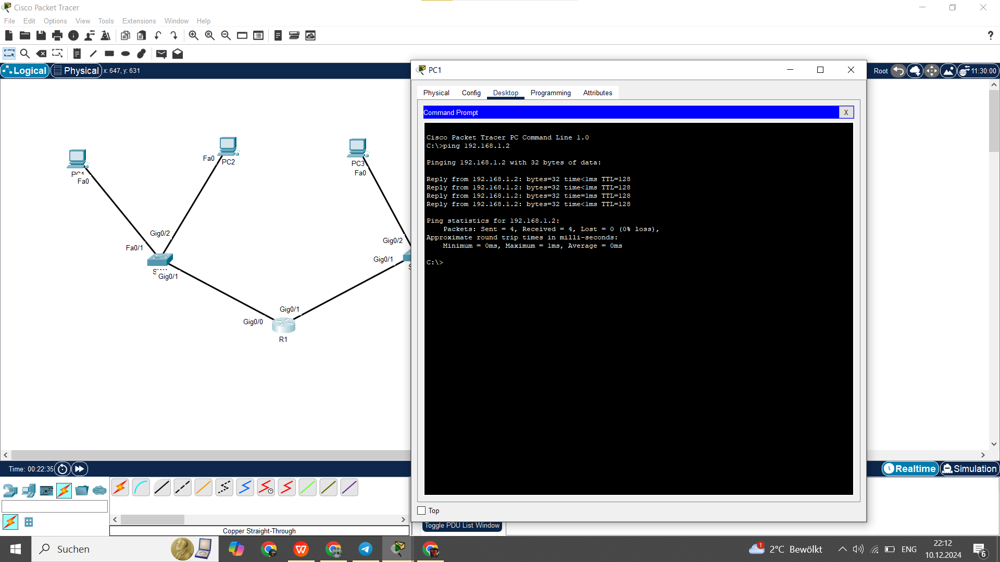 Cisco Packet Tracer
File Edit Options View Tools Extensions Window Help
Logical Physical x: 647, y: 631
Root 11:30:00
PC1
Physical Config Desktop Programming Attributes
Command Prompt X
Cisco Packet Tracer PC Command Line 1.0
C:\>ping 192.168.1.2
Pinging 192.168.1.2 with 32 bytes of data:
Reply from 192.168.1.2: bytes=32 time<1ms TTL=128
Reply from 192.168.1.2: bytes=32 time<1ms TTL=128
Reply from 192.168.1.2: bytes=32 time=1ms TTL=128
Reply from 192.168.1.2: bytes=32 time<1ms TTL=128
Ping statistics for 192.168.1.2:
Packets: Sent = 4, Received = 4, Lost = 0 (0% loss),
Approximate round trip times in milli-seconds:
Minimum = 0ms, Maximum = 1ms, Average = 0ms
C:\>
Top
PC1
Fa0
Fa0
PC2
PC3
Fa0
Gig0/2
Fa0/1
SW1
Gig0/1
Gig0/2
Gig0/1
S
Gig0/1
Gig0/0
R1
Time: 00:22:35
Realtime Simulation
Copper Straight-Through
Toggle PDU List Window
Suchen
1
2°C Bewölkt
ENG
22:12
10.12.2024
6